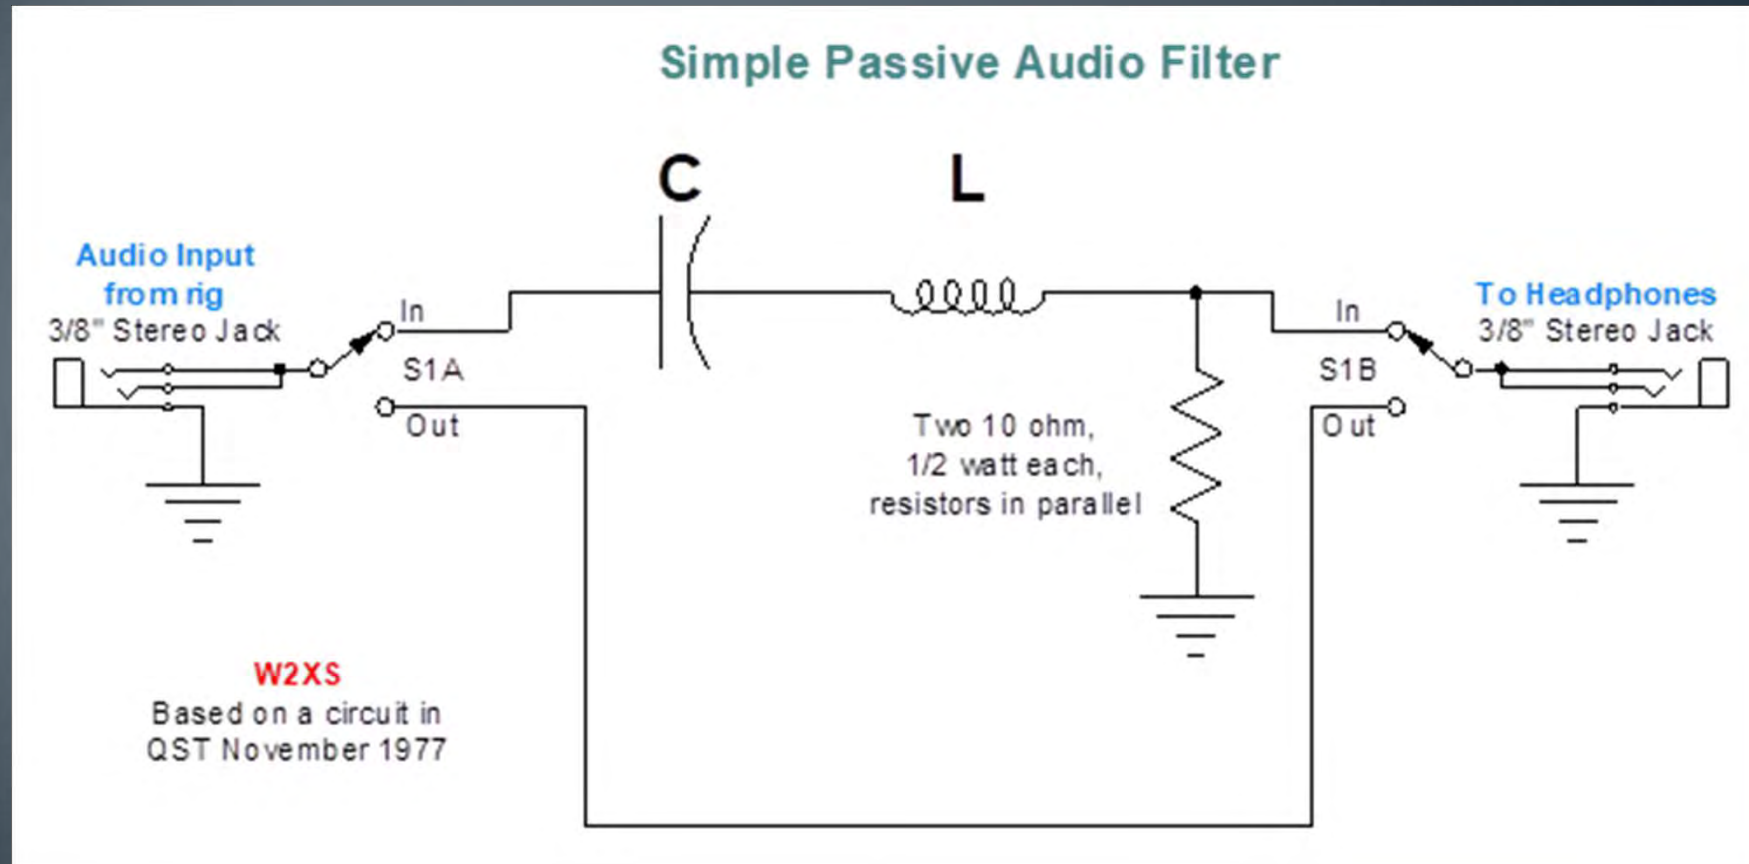 Simple Passive Audio Filter
C
L
Audio Input
from rig
3/8" Stereo Jack
In
S1A
Out
To Headphones
3/8" Stereo Jack
In
S1B
Out
Two 10 ohm,
1/2 watt each,
resistors in parallel
W2XS
Based on a circuit in
QST November 1977